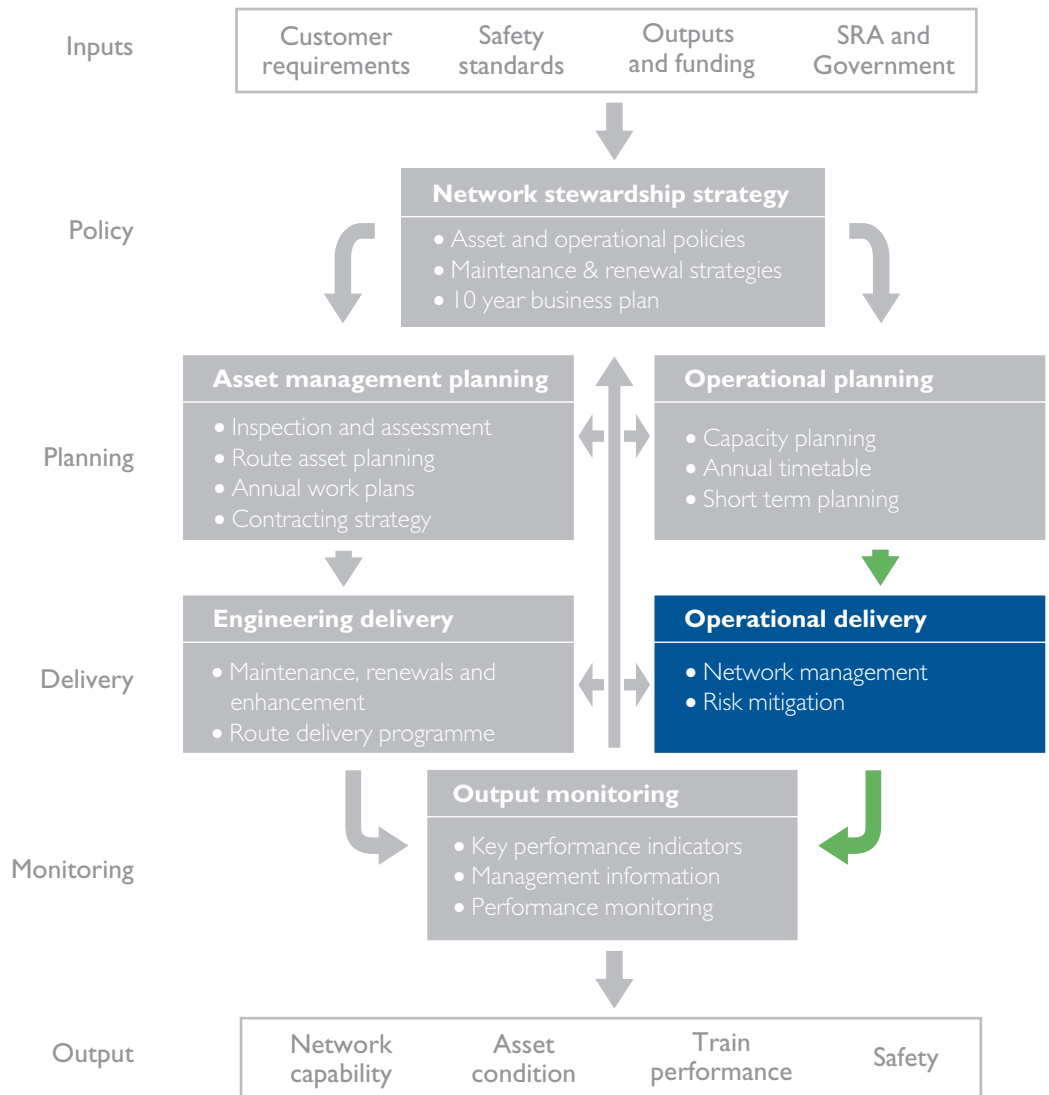 Inputs
Customer
requirements
Safety
standards
Outputs
and funding
SRA and
Government
Policy
Network stewardship strategy
• Asset and operational policies
• Maintenance & renewal strategies
• 10 year business plan
Planning
Asset management planning
• Inspection and assessment
• Route asset planning
• Annual work plans
• Contracting strategy
Operational planning
• Capacity planning
• Annual timetable
• Short term planning
Delivery
Engineering delivery
• Maintenance, renewals and
enhancement
• Route delivery programme
Operational delivery
• Network management
• Risk mitigation
Monitoring
Output monitoring
• Key performance indicators
• Management information
• Performance monitoring
Output
Network
capability
Asset
condition
Train
performance
Safety